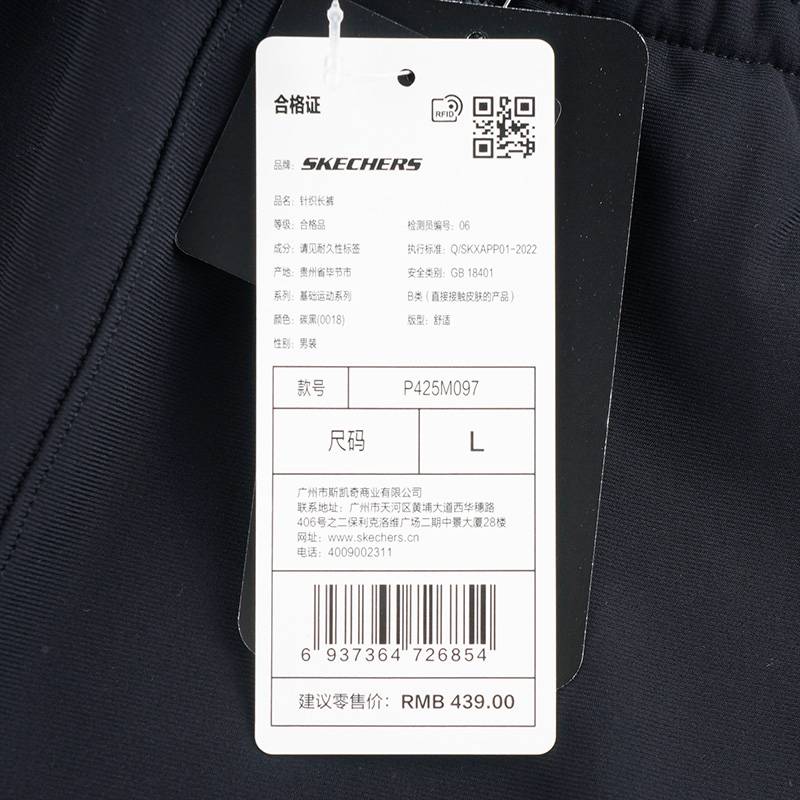 合格证
RFID
品牌: SKECHERS
品名: 针织长裤
等级: 合格品 检测员编号: 06
成分: 请见耐久性标签 执行标准: Q/SKXAPP01-2022
产地: 贵州省毕节市 安全类别: GB 18401
系列: 基础运动系列 B类 (直接接触皮肤的产品)
颜色: 碳黑(0018) 版型: 舒适
性别: 男装
款号 P425M097
尺码 L
广州市斯凯奇商业有限公司
联系地址: 广州市天河区黄埔大道西华穗路
406号之二保利克洛维广场二期中景大厦28楼
网址: www.skechers.cn
电话: 4009002311
6 937364 726854
建议零售价: RMB 439.00